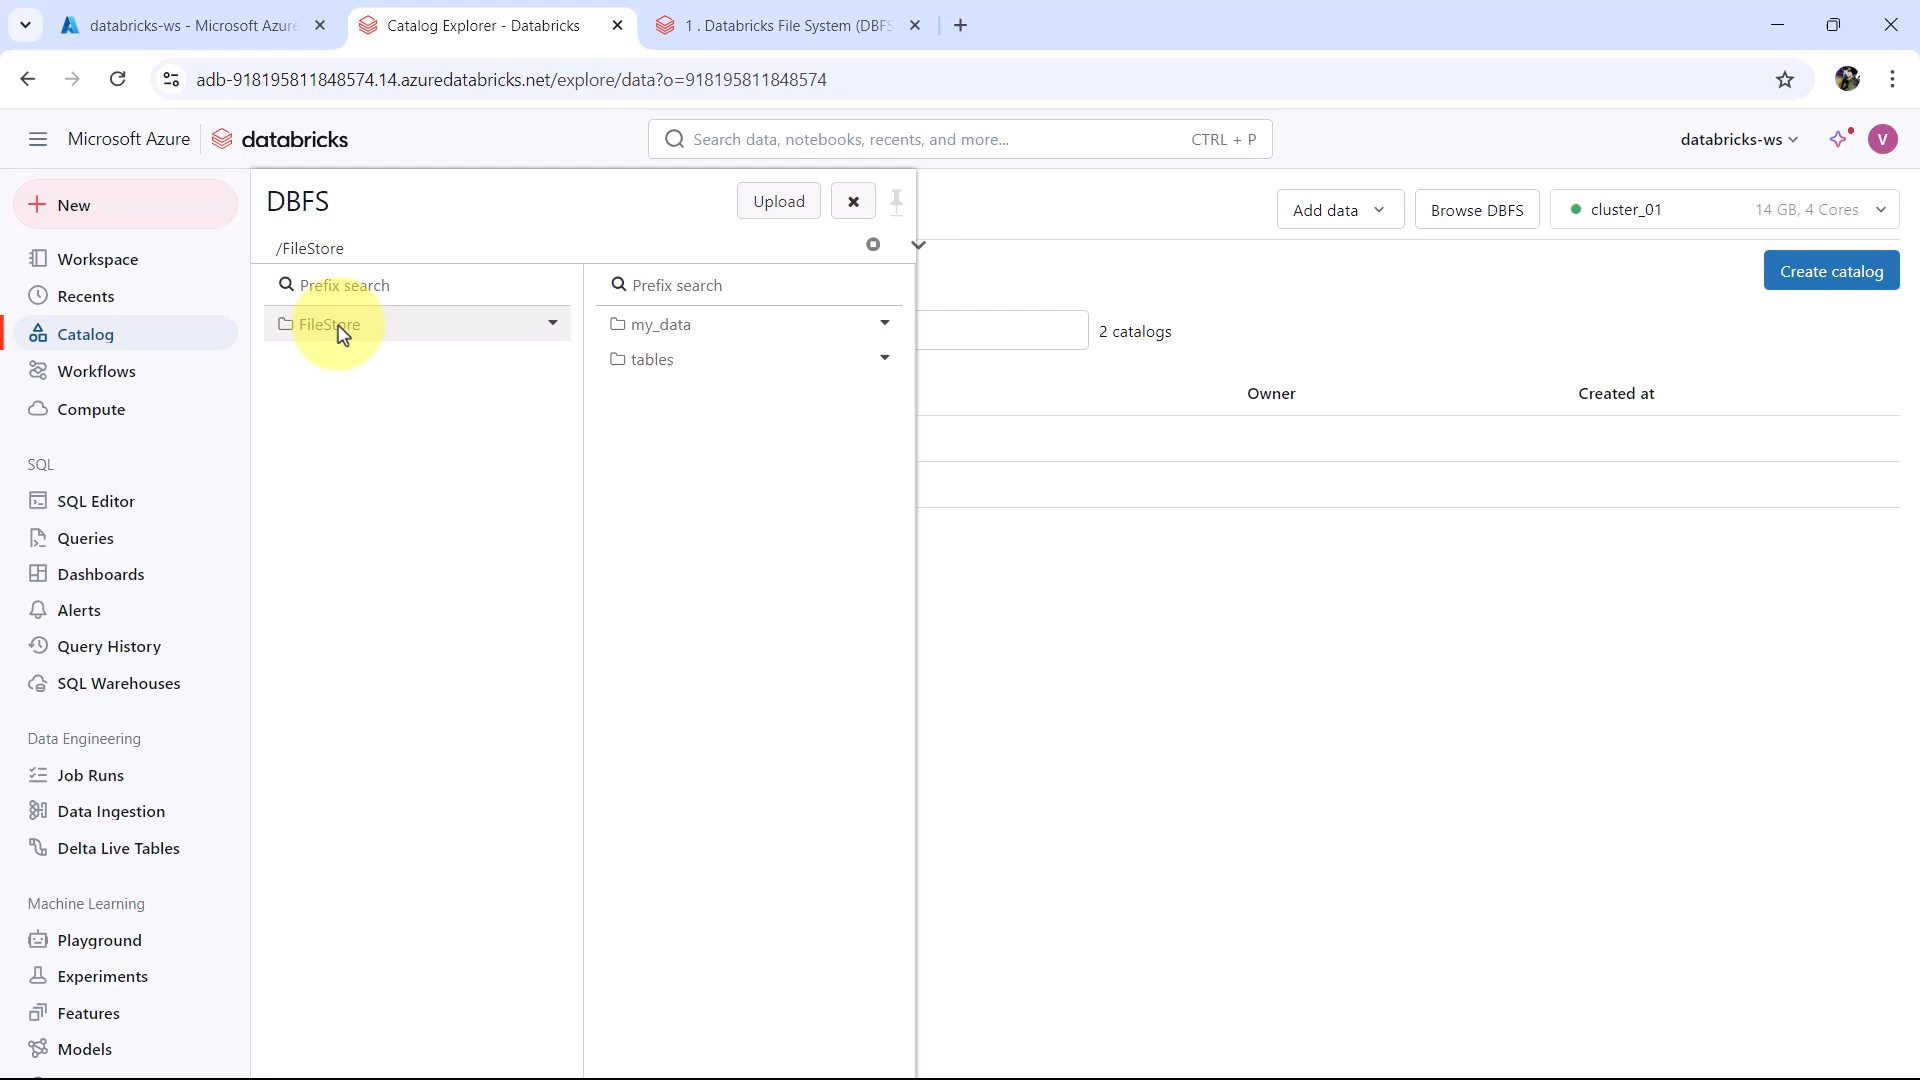 databricks-ws - Microsoft Azure
Catalog Explorer - Databricks
1 . Databricks File System (DBFS
adb-918195811848574.14.azuredatabricks.net/explore/data?o=918195811848574
Microsoft Azure
databricks
Search data, notebooks, recents, and more...
CTRL + P
databricks-ws
V
New
Workspace
Recents
Catalog
Workflows
Compute
SQL
SQL Editor
Queries
Dashboards
Alerts
Query History
SQL Warehouses
Data Engineering
Job Runs
Data Ingestion
Delta Live Tables
Machine Learning
Playground
Experiments
Features
Models
DBFS
Upload
/FileStore
Prefix search
FileStore
Prefix search
my_data
tables
Add data
Browse DBFS
cluster_01
14 GB, 4 Cores
Create catalog
2 catalogs
Owner
Created at